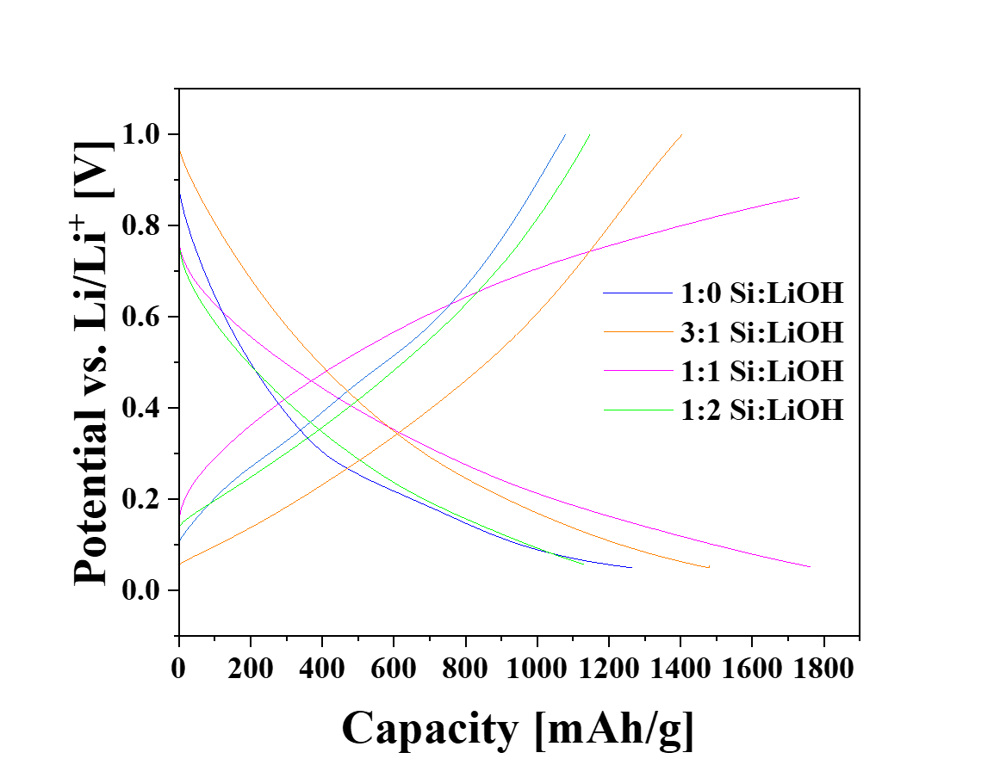 Potential vs. Li/Li⁺ [V]
1.0
0.8
0.6
0.4
0.2
0.0
1:0 Si:LiOH
3:1 Si:LiOH
1:1 Si:LiOH
1:2 Si:LiOH
0 200 400 600 800 1000 1200 1400 1600 1800
Capacity [mAh/g]